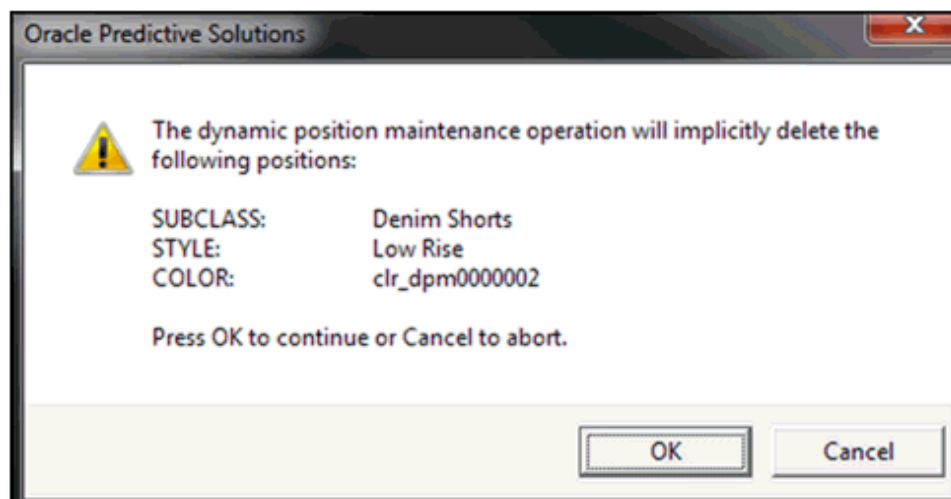 Oracle Predictive Solutions
The dynamic position maintenance operation will implicitly delete the
following positions:
SUBCLASS: Denim Shorts
STYLE: Low Rise
COLOR: clr_dpm0000002
Press OK to continue or Cancel to abort.
OK Cancel